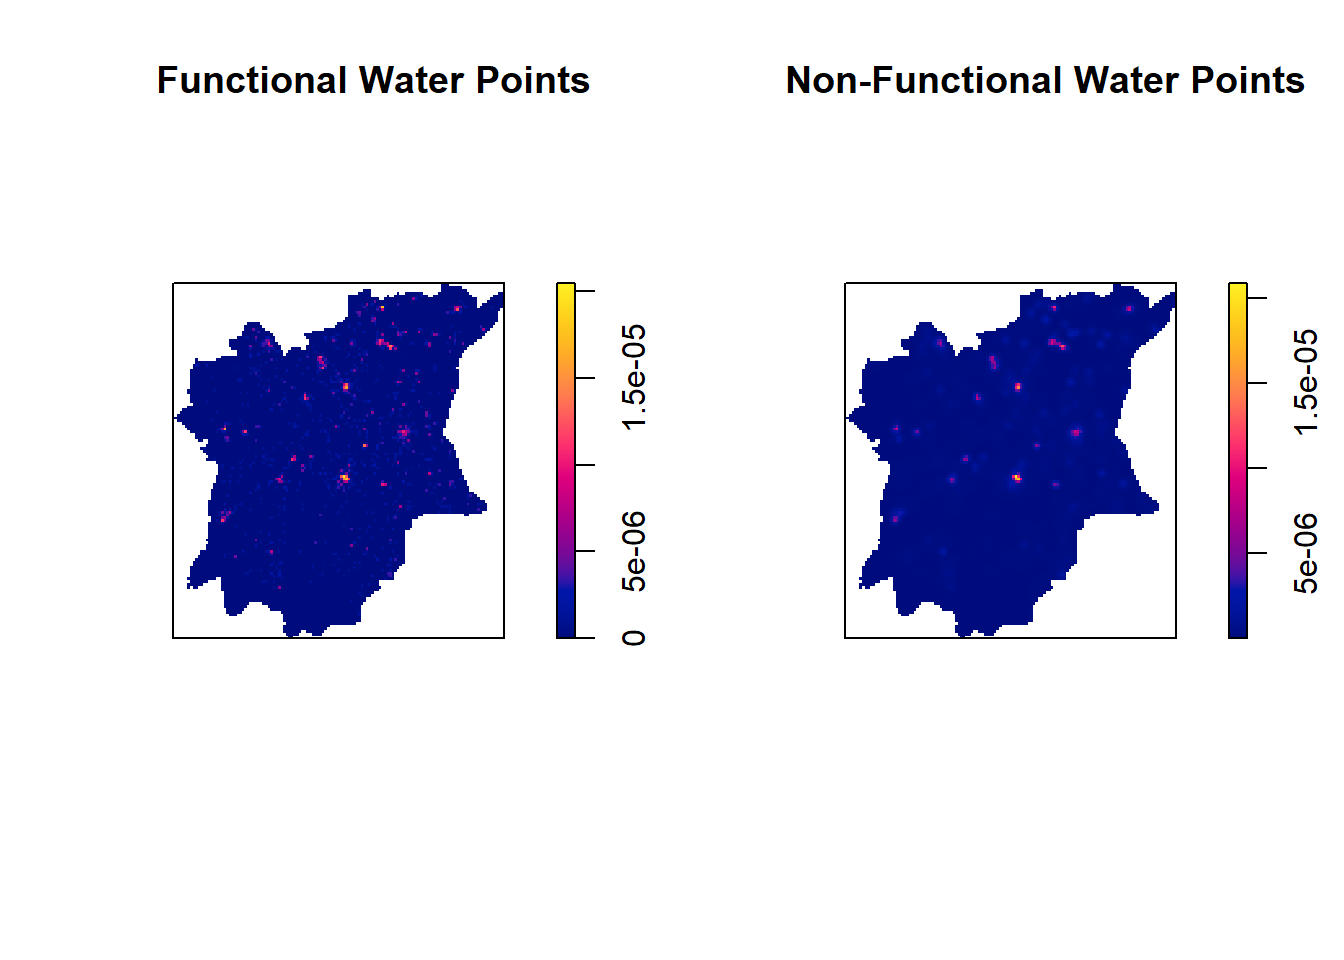 Functional Water Points
Non-Functional Water Points
0
5e-06
1.5e-05
5e-06
1.5e-05